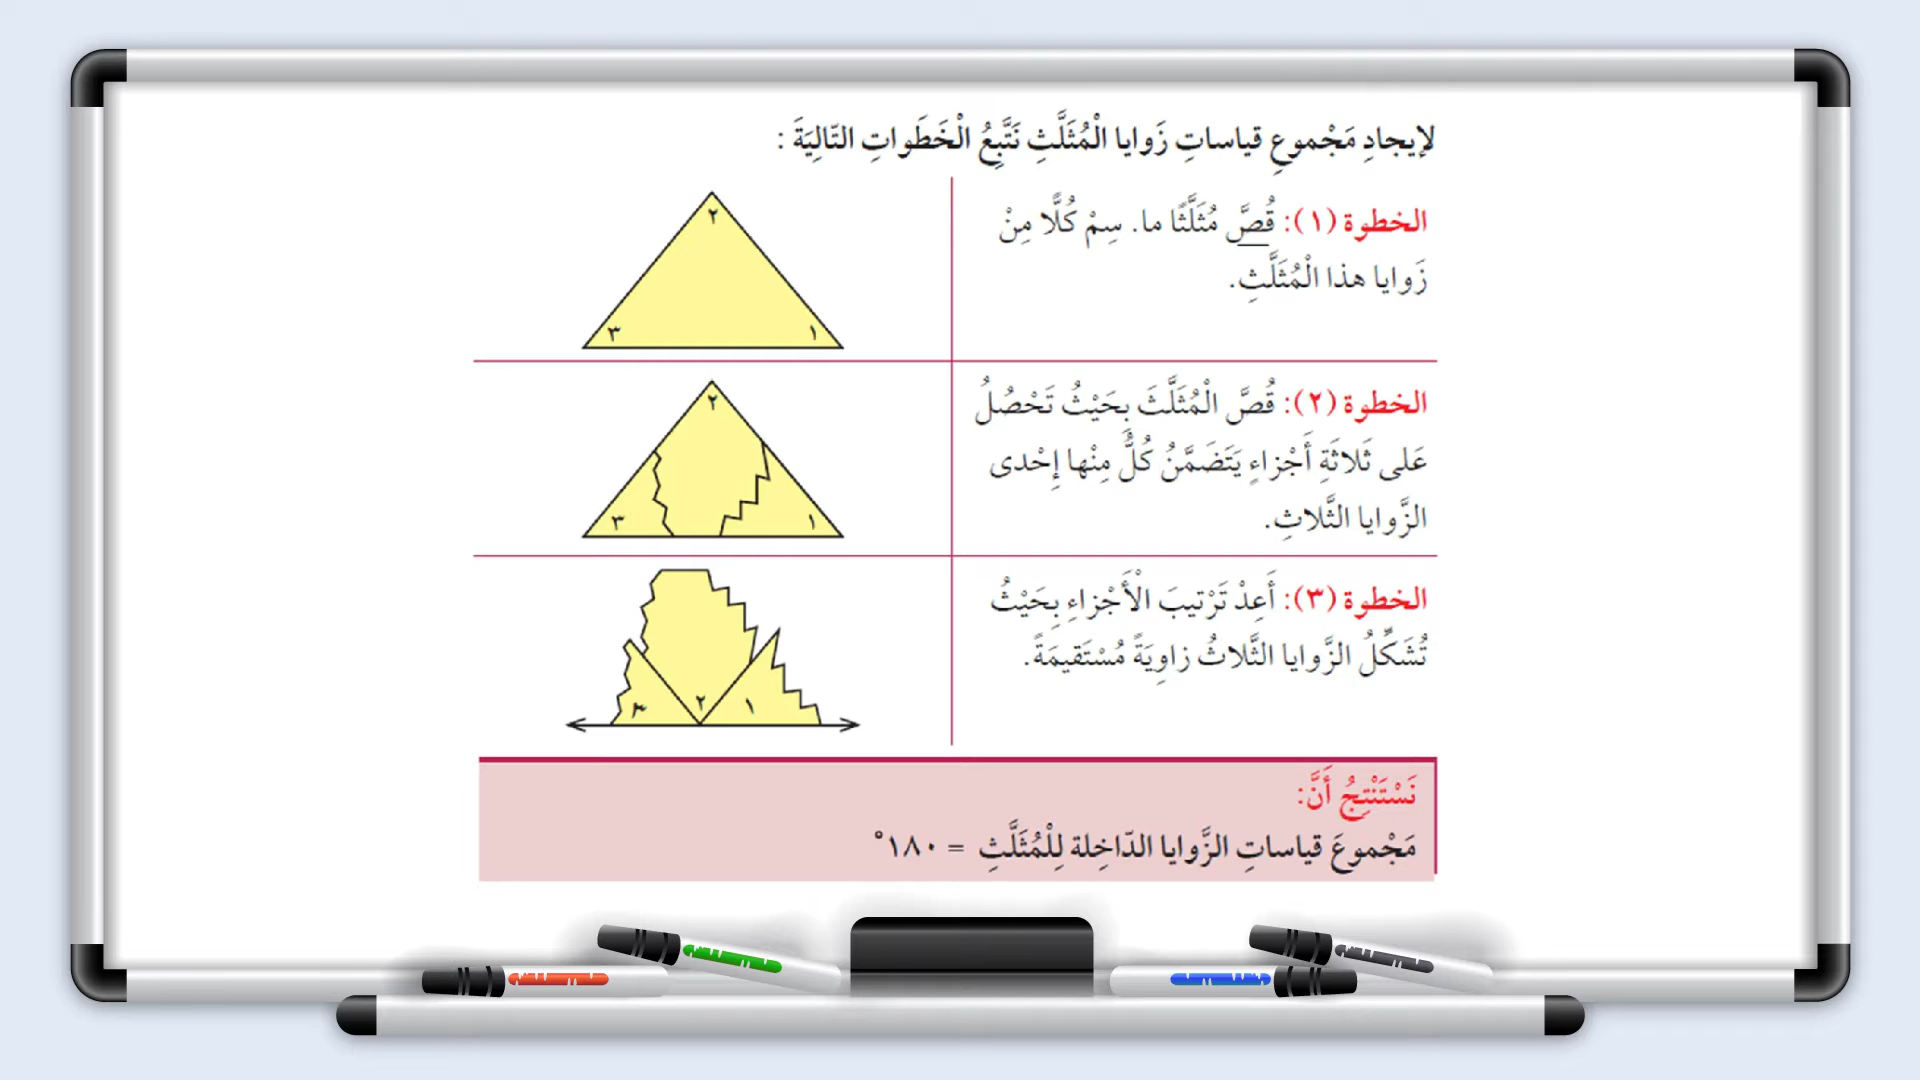 لإيجادِ مَجْموعِ قياساتِ زَوايا الْمُثَلَّثِ نَتَّبِعُ الْخَطَواتِ التّالِيَةَ :
الخطوة (١): قُصَّ مُثَلَّثًا ما. سِمْ كُلًّا مِنْ
زَوايا هذا الْمُثَلَّثِ.
٢
٣
١
الخطوة (٢): قُصَّ الْمُثَلَّثَ بِحَيْثُ تَحْصُلُ
عَلى ثَلاثَةِ أَجْزاءٍ يَتَضَمَّنُ كُلٌّ مِنْها إِحْدى
الزَّوايا الثَّلاثِ.
٢
٣
١
الخطوة (٣): أَعِدْ تَرْتيبَ الْأَجْزاءِ بِحَيْثُ
تُشَكِّلُ الزَّوايا الثَّلاثُ زاوِيَةً مُسْتَقيمَةً.
٣
٢
١
نَسْتَنْتِجُ أَنَّ:
مَجْموعَ قياساتِ الزَّوايا الدّاخِلة لِلْمُثَلَّثِ = ١٨٠°